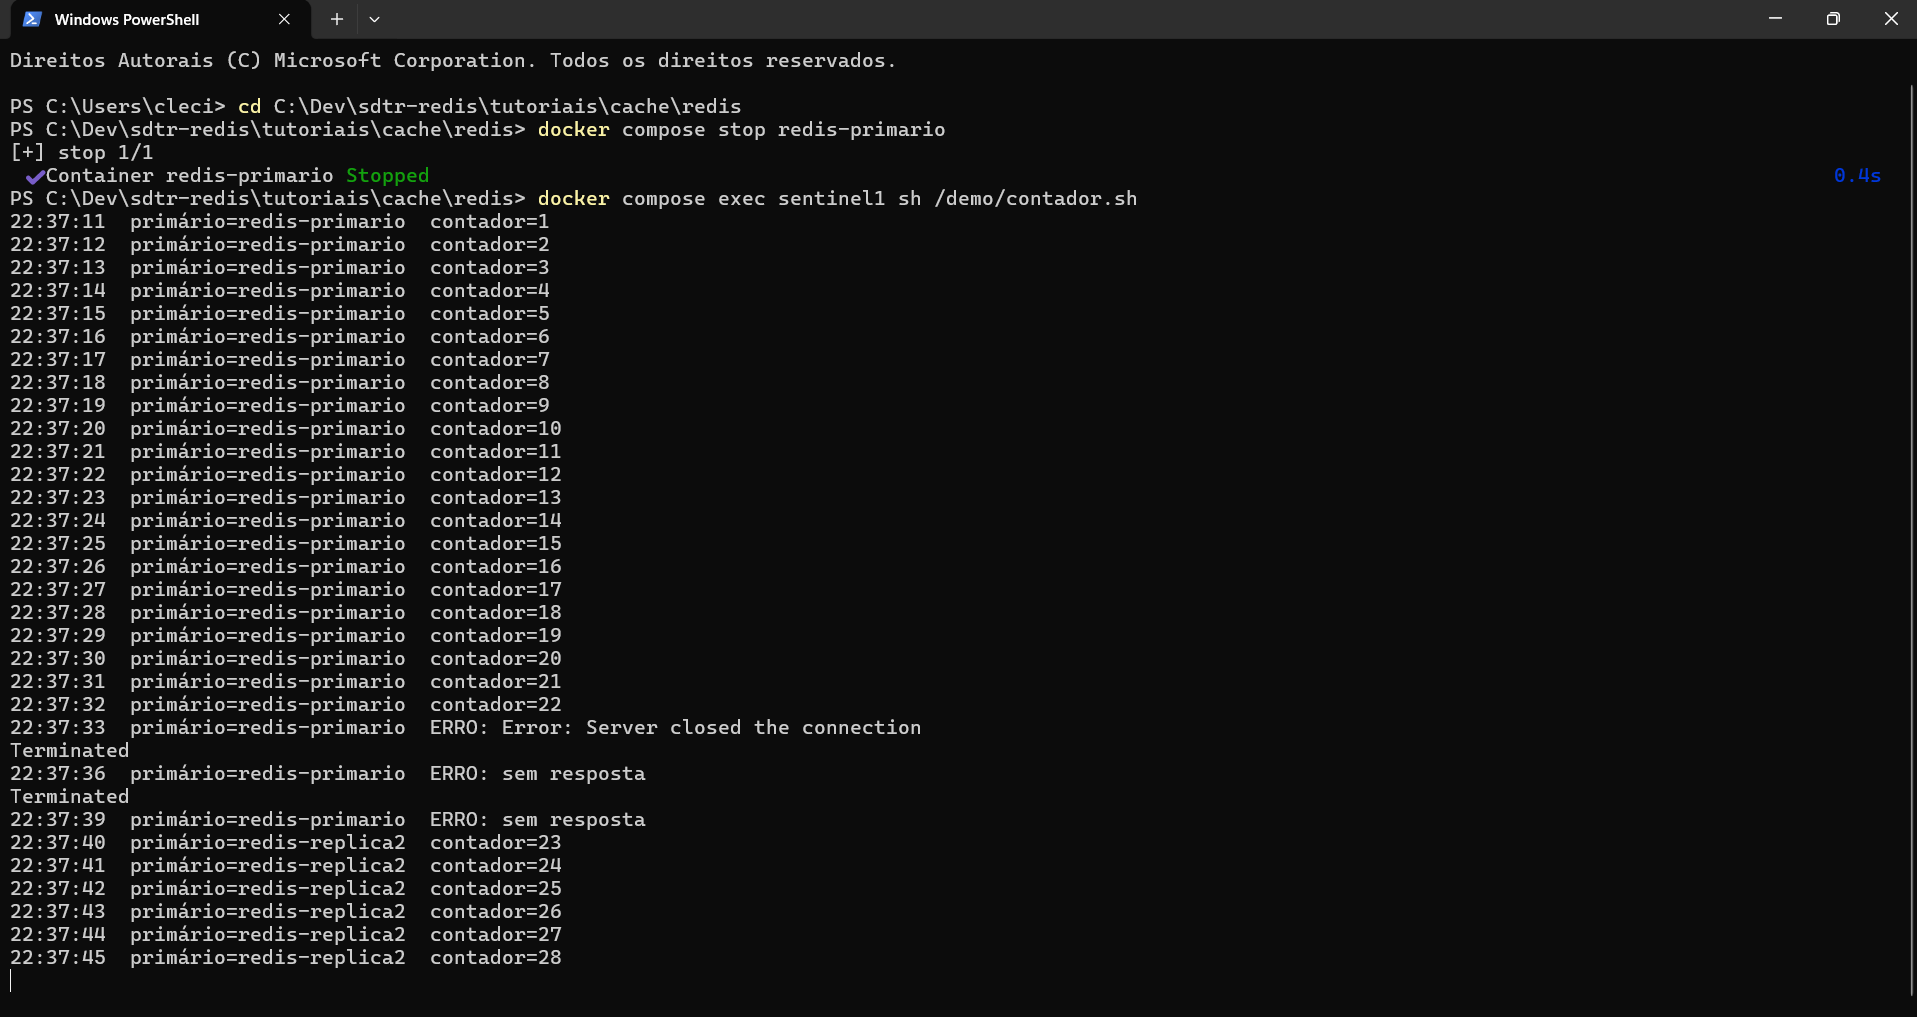 Windows PowerShell
Direitos Autorais (C) Microsoft Corporation. Todos os direitos reservados.
PS C:\Users\cleci> cd C:\Dev\sdtr-redis\tutoriais\cache\redis
PS C:\Dev\sdtr-redis\tutoriais\cache\redis> docker compose stop redis-primario
[+] stop 1/1
✔Container redis-primario Stopped 0.4s
PS C:\Dev\sdtr-redis\tutoriais\cache\redis> docker compose exec sentinel1 sh /demo/contador.sh
22:37:11  primário=redis-primario  contador=1
22:37:12  primário=redis-primario  contador=2
22:37:13  primário=redis-primario  contador=3
22:37:14  primário=redis-primario  contador=4
22:37:15  primário=redis-primario  contador=5
22:37:16  primário=redis-primario  contador=6
22:37:17  primário=redis-primario  contador=7
22:37:18  primário=redis-primario  contador=8
22:37:19  primário=redis-primario  contador=9
22:37:20  primário=redis-primario  contador=10
22:37:21  primário=redis-primario  contador=11
22:37:22  primário=redis-primario  contador=12
22:37:23  primário=redis-primario  contador=13
22:37:24  primário=redis-primario  contador=14
22:37:25  primário=redis-primario  contador=15
22:37:26  primário=redis-primario  contador=16
22:37:27  primário=redis-primario  contador=17
22:37:28  primário=redis-primario  contador=18
22:37:29  primário=redis-primario  contador=19
22:37:30  primário=redis-primario  contador=20
22:37:31  primário=redis-primario  contador=21
22:37:32  primário=redis-primario  contador=22
22:37:33  primário=redis-primario  ERRO: Error: Server closed the connection
Terminated
22:37:36  primário=redis-primario  ERRO: sem resposta
Terminated
22:37:39  primário=redis-primario  ERRO: sem resposta
22:37:40  primário=redis-replica2  contador=23
22:37:41  primário=redis-replica2  contador=24
22:37:42  primário=redis-replica2  contador=25
22:37:43  primário=redis-replica2  contador=26
22:37:44  primário=redis-replica2  contador=27
22:37:45  primário=redis-replica2  contador=28